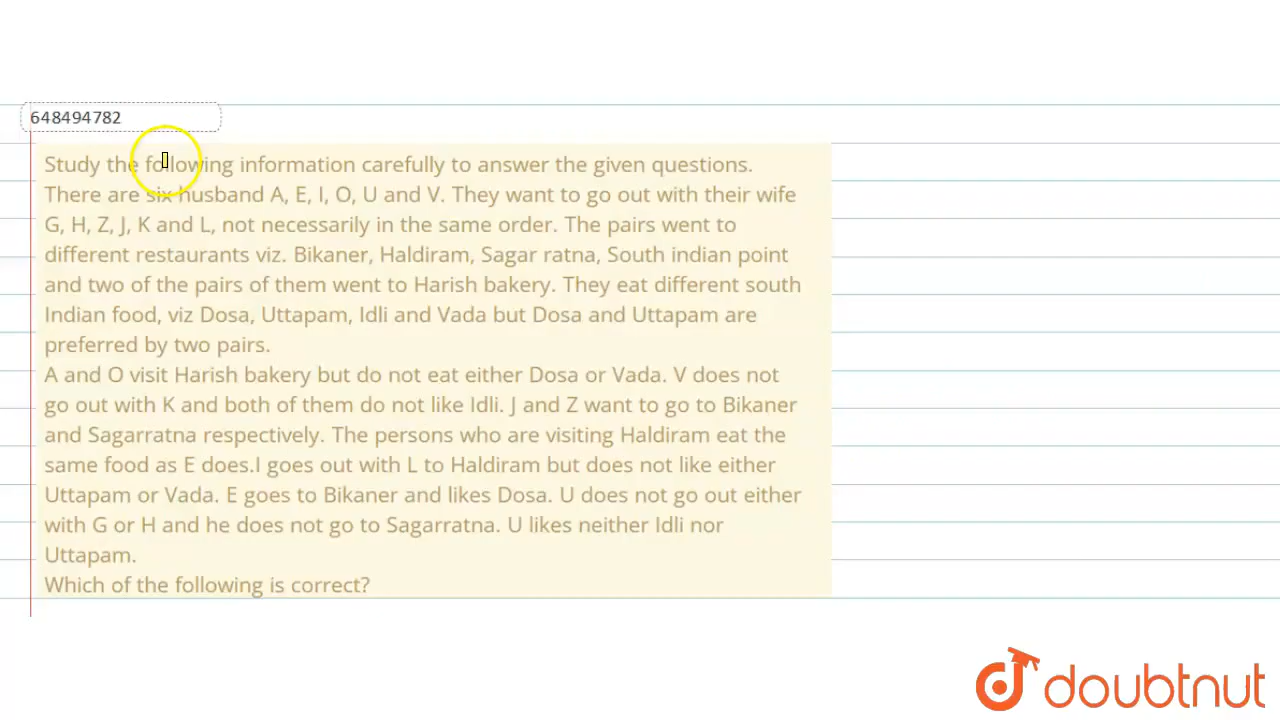 648494782
Study the following information carefully to answer the given questions.
There are six husband A, E, I, O, U and V. They want to go out with their wife
G, H, Z, J, K and L, not necessarily in the same order. The pairs went to
different restaurants viz. Bikaner, Haldiram, Sagar ratna, South indian point
and two of the pairs of them went to Harish bakery. They eat different south
Indian food, viz Dosa, Uttapam, Idli and Vada but Dosa and Uttapam are
preferred by two pairs.
A and O visit Harish bakery but do not eat either Dosa or Vada. V does not
go out with K and both of them do not like Idli. J and Z want to go to Bikaner
and Sagarratna respectively. The persons who are visiting Haldiram eat the
same food as E does.I goes out with L to Haldiram but does not like either
Uttapam or Vada. E goes to Bikaner and likes Dosa. U does not go out either
with G or H and he does not go to Sagarratna. U likes neither Idli nor
Uttapam.
Which of the following is correct?
doubtnut